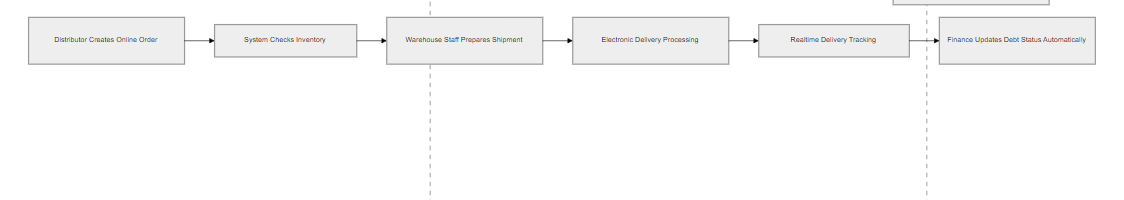 Distributor Creates Online Order
System Checks Inventory
Warehouse Staff Prepares Shipment
Electronic Delivery Processing
Realtime Delivery Tracking
Finance Updates Debt Status Automatically